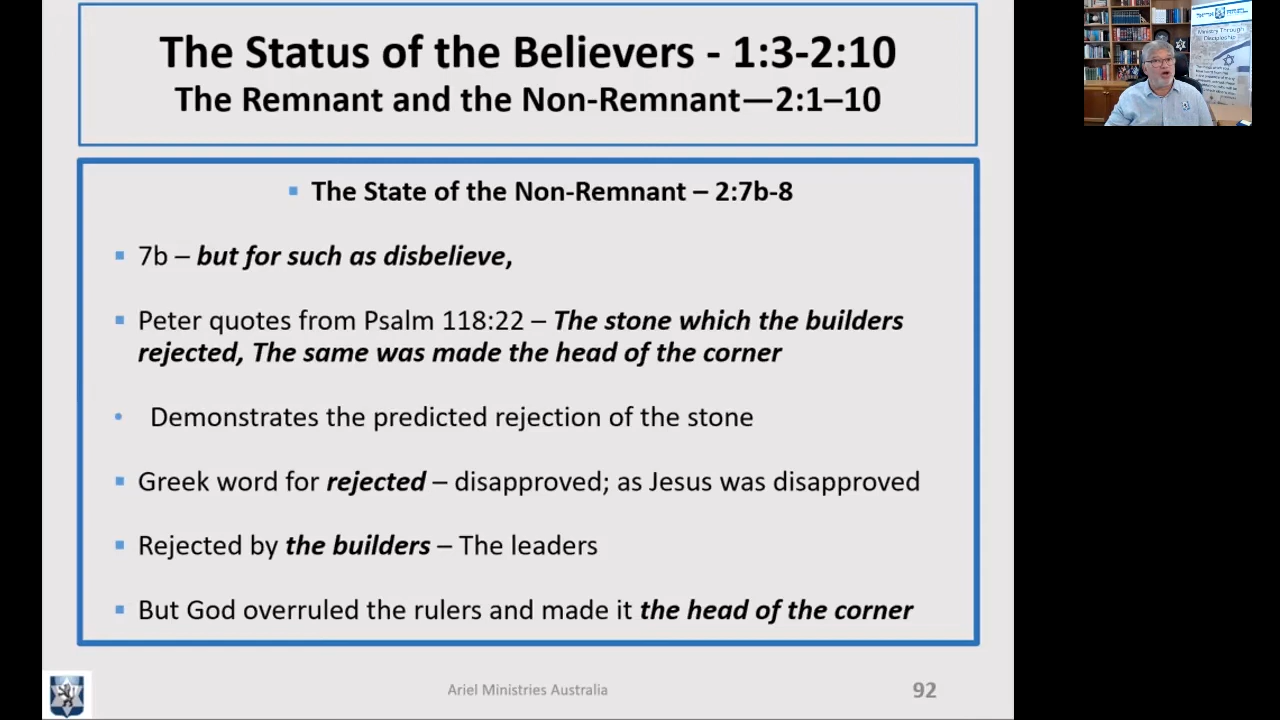 The Status of the Believers - 1:3-2:10
The Remnant and the Non-Remnant—2:1–10
▪ The State of the Non-Remnant – 2:7b-8
▪ 7b – but for such as disbelieve,
▪ Peter quotes from Psalm 118:22 – The stone which the builders
rejected, The same was made the head of the corner
• Demonstrates the predicted rejection of the stone
▪ Greek word for rejected – disapproved; as Jesus was disapproved
▪ Rejected by the builders – The leaders
▪ But God overruled the rulers and made it the head of the corner
Ariel Ministries Australia
92
Ministry Through
Discipleship